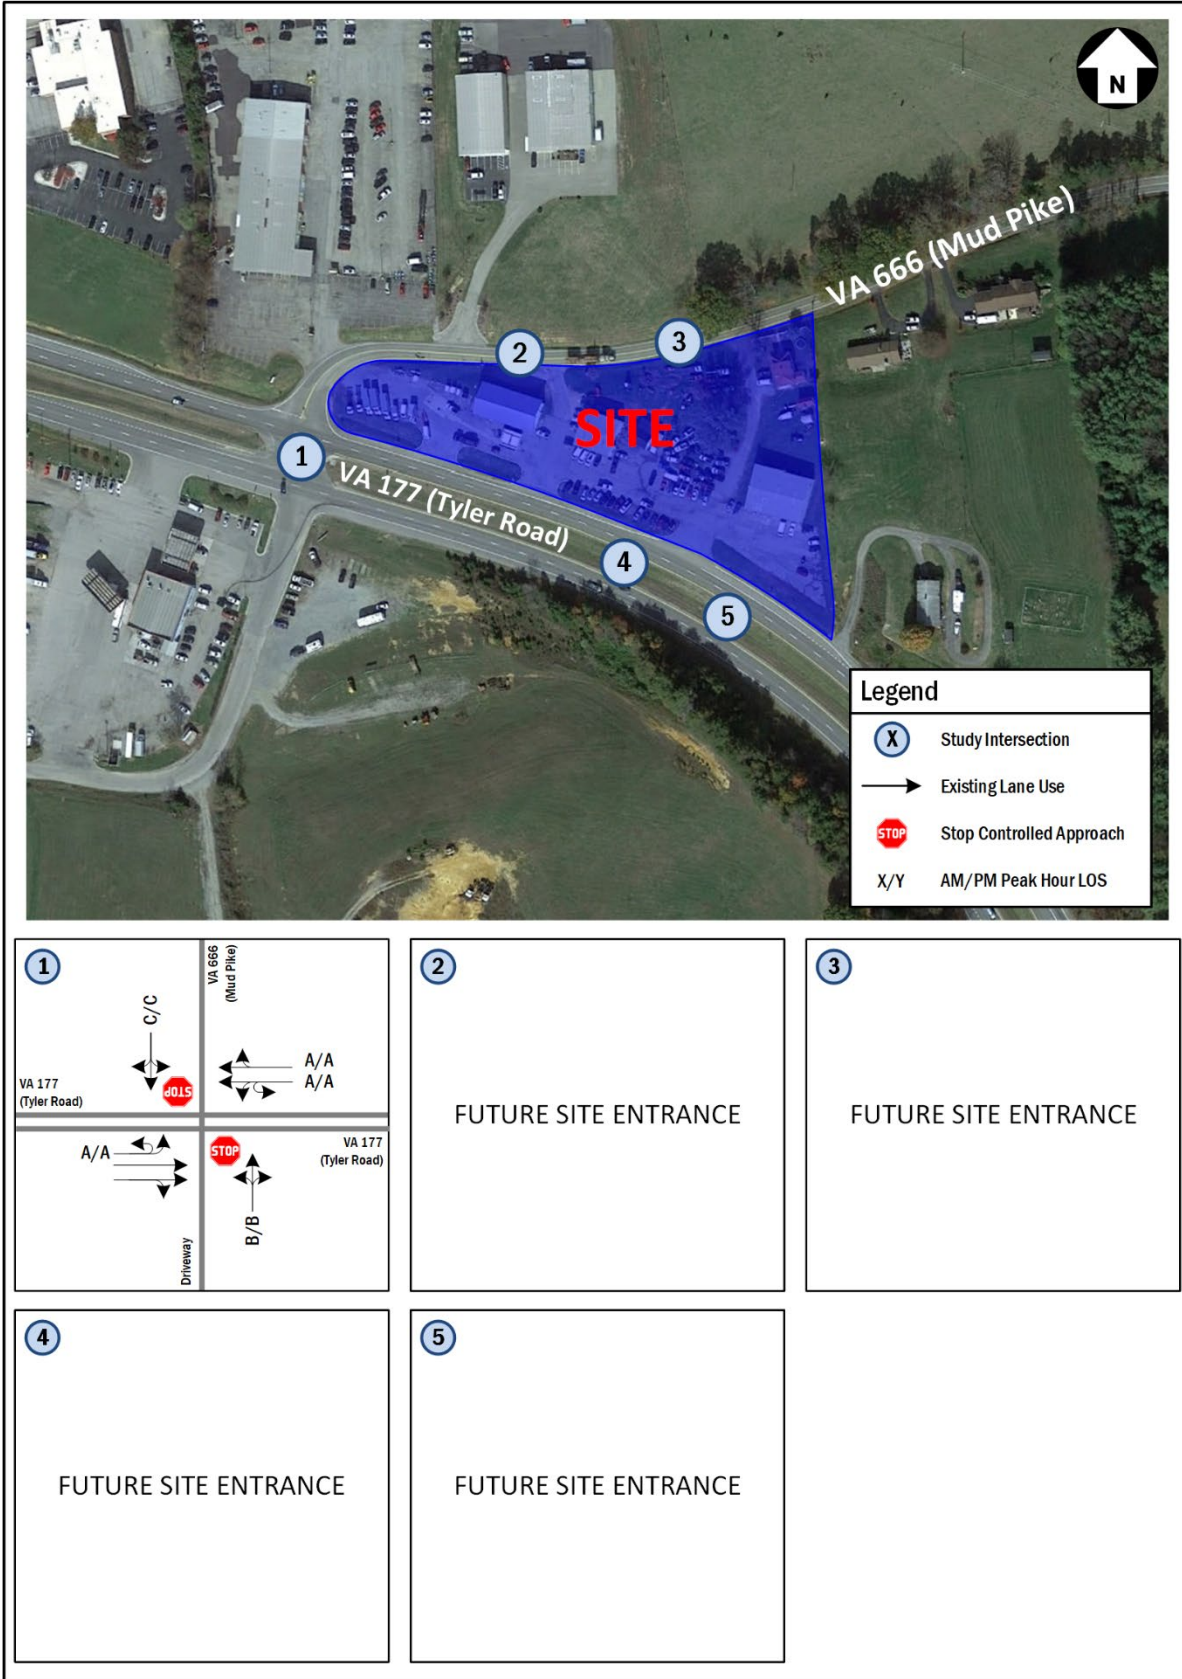 N
VA 666 (Mud Pike)
2
3
SITE
1
VA 177 (Tyler Road)
4
5
Legend
X
Study Intersection
Existing Lane Use
STOP
Stop Controlled Approach
X/Y
AM/PM Peak Hour LOS
1
VA 666
(Mud Pike)
C/C
A/A
A/A
VA 177
(Tyler Road)
STOP
A/A
STOP
VA 177
(Tyler Road)
B/B
Driveway
2
FUTURE SITE ENTRANCE
3
FUTURE SITE ENTRANCE
4
FUTURE SITE ENTRANCE
5
FUTURE SITE ENTRANCE